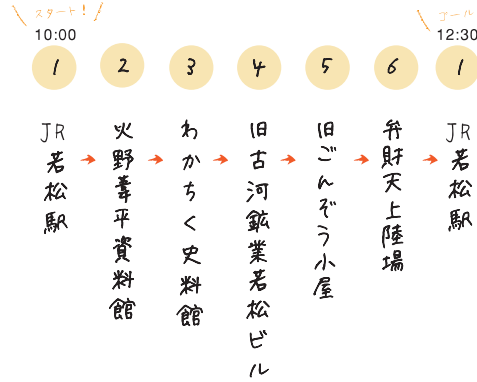 スタート!
10:00
1
JR若松駅
2
火野葦平資料館
3
わかちく史料館
4
旧古河鉱業若松ビル
5
旧ごんぞう小屋
6
弁財天上陸場
ゴール
12:30
1
JR若松駅